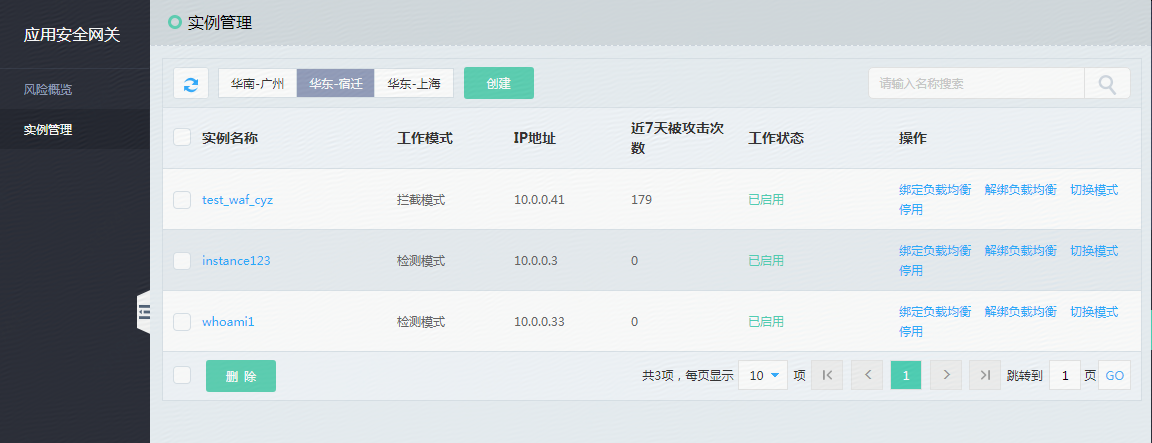 应用安全网关
风险概览
实例管理
实例管理
华南-广州 华东-宿迁 华东-上海 创建 请输入名称搜索
实例名称 工作模式 IP地址 近7天被攻击次数 工作状态 操作
test_waf_cyz 拦截模式 10.0.0.41 179 已启用 绑定负载均衡 解绑负载均衡 切换模式
停用
instance123 检测模式 10.0.0.3 0 已启用 绑定负载均衡 解绑负载均衡 切换模式
停用
whoami1 检测模式 10.0.0.33 0 已启用 绑定负载均衡 解绑负载均衡 切换模式
停用
删除 共3项，每页显示 10 项 1 跳转到 1 页 GO